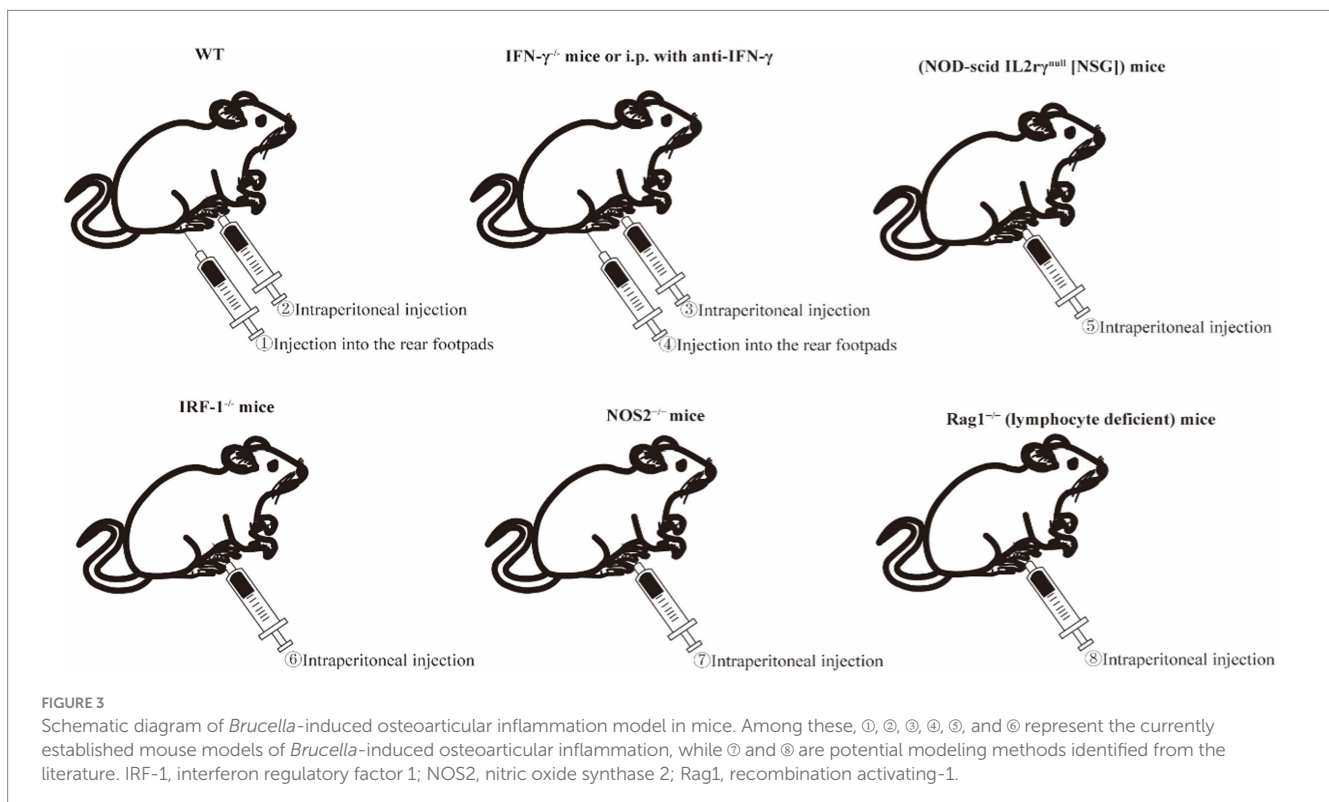 WT
IFN-γ⁻/⁻ mice or i.p. with anti-IFN-γ
(NOD-scid IL2rγⁿᵘˡˡ [NSG]) mice
②Intraperitoneal injection
①Injection into the rear footpads
③Intraperitoneal injection
④Injection into the rear footpads
⑤Intraperitoneal injection
IRF-1⁻/⁻ mice
NOS2⁻/⁻ mice
Rag1⁻/⁻ (lymphocyte deficient) mice
⑥Intraperitoneal injection
⑦Intraperitoneal injection
⑧Intraperitoneal injection
FIGURE 3
Schematic diagram of Brucella-induced osteoarticular inflammation model in mice. Among these, ①, ②, ③, ④, ⑤, and ⑥ represent the currently
established mouse models of Brucella-induced osteoarticular inflammation, while ⑦ and ⑧ are potential modeling methods identified from the
literature. IRF-1, interferon regulatory factor 1; NOS2, nitric oxide synthase 2; Rag1, recombination activating-1.